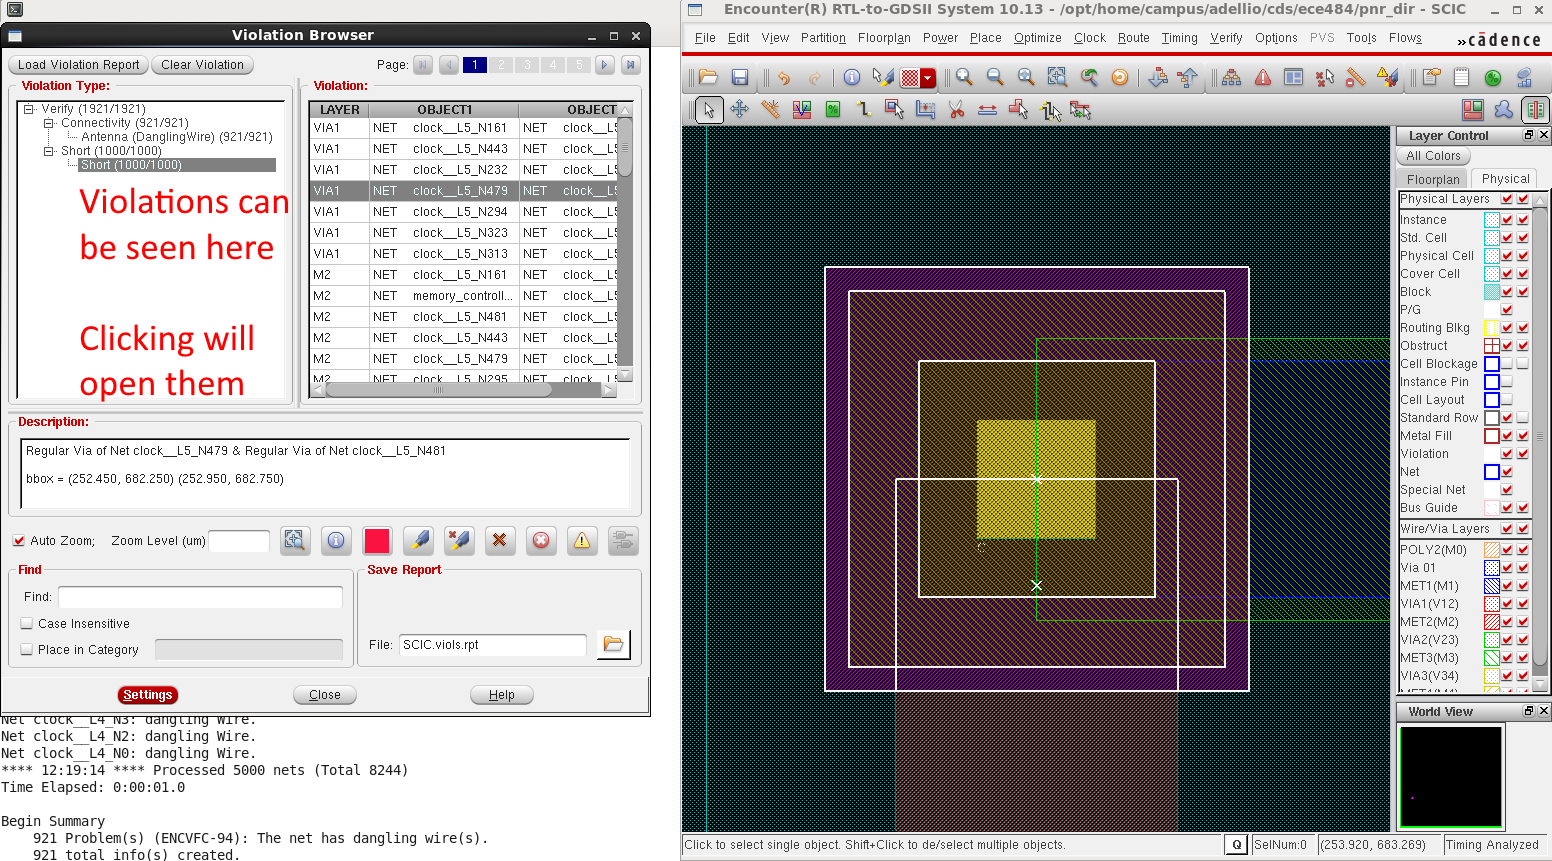 Violation Browser
Load Violation Report
Clear Violation
Page:
1
2
3
4
5
Violation Type:
Verify (1921/1921)
Connectivity (921/921)
Antenna (DanglingWire) (921/921)
Short (1000/1000)
Short (1000/1000)
Violations can
be seen here
Clicking will
open them
Violation:
LAYER OBJECT1 OBJECT
VIA1 NET clock__L5_N161 NET clock__L5
VIA1 NET clock__L5_N443 NET clock__L5
VIA1 NET clock__L5_N232 NET clock__L5
VIA1 NET clock__L5_N479 NET clock__L5
VIA1 NET clock__L5_N294 NET clock__L5
VIA1 NET clock__L5_N323 NET clock__L5
VIA1 NET clock__L5_N313 NET clock__L5
M2 NET clock__L5_N161 NET clock__L5
M2 NET memory_controll... NET clock__L5
M2 NET clock__L5_N481 NET clock__L5
M2 NET clock__L5_N443 NET clock__L5
M2 NET clock__L5_N479 NET clock__L5
M2 NET clock__L5_N295 NET clock__L5
Description:
Regular Via of Net clock__L5_N479 & Regular Via of Net clock__L5_N481
bbox = (252.450, 682.250) (252.950, 682.750)
Auto Zoom;
Zoom Level (um)
Find
Find:
Case Insensitive
Place in Category
Save Report
File:
SCIC.viols.rpt
Settings
Close
Help
Net clock__L4_N3: dangling Wire.
Net clock__L4_N2: dangling Wire.
Net clock__L4_N0: dangling Wire.
**** 12:19:14 **** Processed 5000 nets (Total 8244)
Time Elapsed: 0:00:01.0
Begin Summary
921 Problem(s) (ENCVFC-94): The net has dangling wire(s).
921 total info(s) created.
Encounter(R) RTL-to-GDSII System 10.13 - /opt/home/campus/adellio/cds/ece484/pnr_dir - SCIC
File Edit View Partition Floorplan Power Place Optimize Clock Route Timing Verify Options PVS Tools Flows
» cādence
Layer Control
All Colors
Floorplan
Physical
Physical Layers
Instance
Std. Cell
Physical Cell
Cover Cell
Block
P/G
Routing Blkg
Obstruct
Cell Blockage
Instance Pin
Cell Layout
Standard Row
Metal Fill
Violation
Net
Special Net
Bus Guide
Wire/Via Layers
POLY2(M0)
Via 01
MET1(M1)
VIA1(V12)
MET2(M2)
VIA2(V23)
MET3(M3)
VIA3(V34)
MET4(M4)
World View
Click to select single object. Shift+Click to de/select multiple objects.
Q
SelNum:0
(253.920, 683.269)
Timing Analyzed